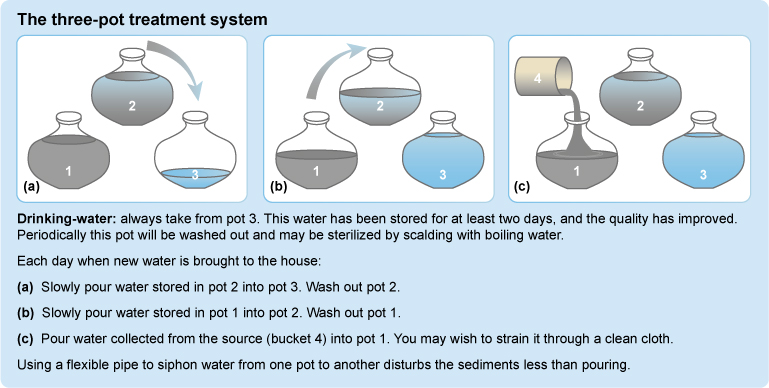 The three-pot treatment system
2
1
3
(a)
2
1
3
(b)
4
2
1
3
(c)
Drinking-water: always take from pot 3. This water has been stored for at least two days, and the quality has improved.
Periodically this pot will be washed out and may be sterilized by scalding with boiling water.
Each day when new water is brought to the house:
(a) Slowly pour water stored in pot 2 into pot 3. Wash out pot 2.
(b) Slowly pour water stored in pot 1 into pot 2. Wash out pot 1.
(c) Pour water collected from the source (bucket 4) into pot 1. You may wish to strain it through a clean cloth.
Using a flexible pipe to siphon water from one pot to another disturbs the sediments less than pouring.